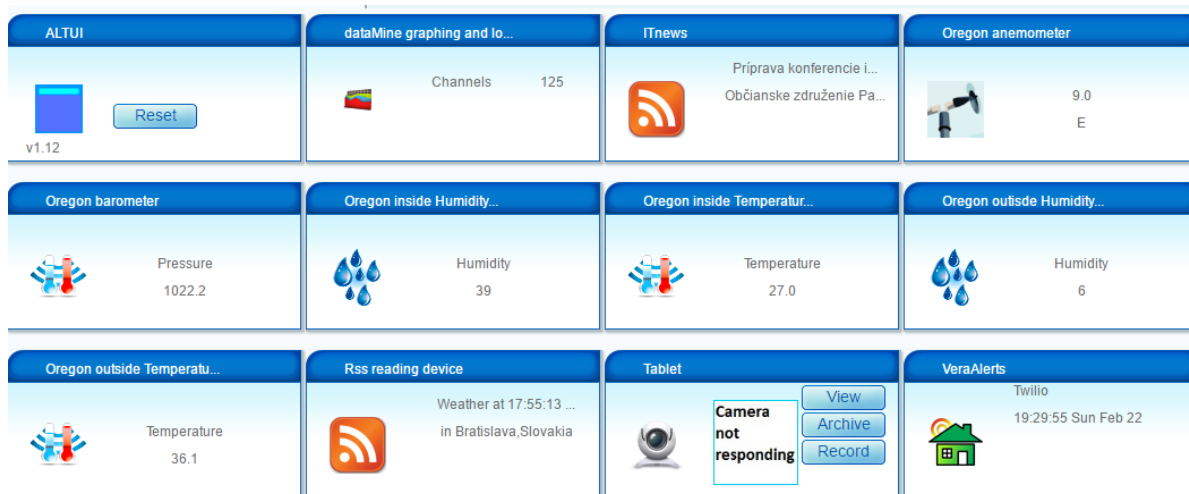 ALTUI
Reset
v1.12
dataMine graphing and lo...
Channels 125
ITnews
Príprava konferencie i...
Občianske združenie Pa...
Oregon anemometer
9.0
E
Oregon barometer
Pressure
1022.2
Oregon inside Humidity...
Humidity
39
Oregon inside Temperatur...
Temperature
27.0
Oregon outisde Humidity...
Humidity
6
Oregon outside Temperatu...
Temperature
36.1
Rss reading device
Weather at 17:55:13 ...
in Bratislava,Slovakia
Tablet
Camera
not
responding
View
Archive
Record
VeraAlerts
Twilio
19:29:55 Sun Feb 22